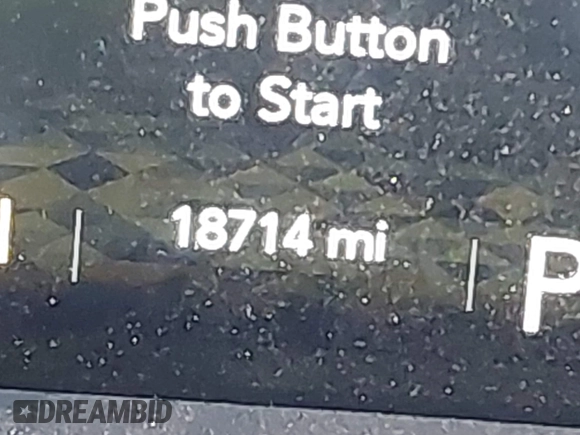 Push Button
to Start
18714 mi
P
DREAMBID